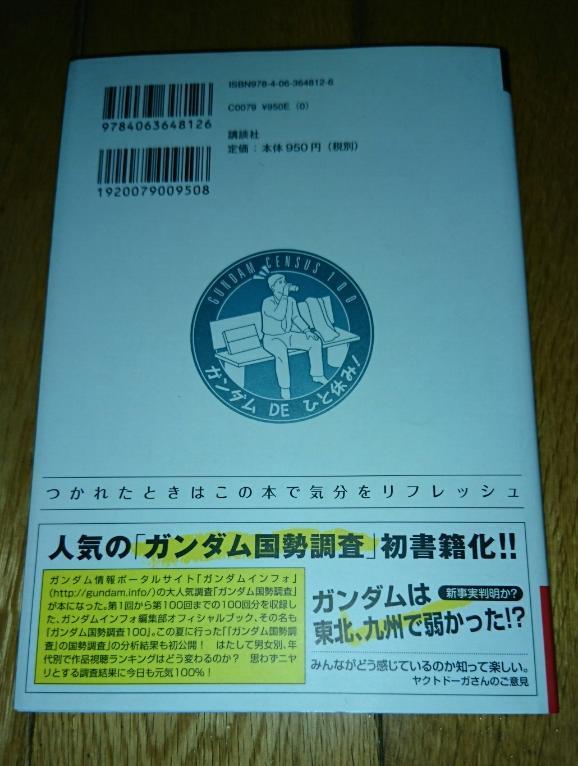 ISBN978-4-06-364812-6
C0079 ¥950E (0)
9784063648126
講談社
定価：本体950円（税別）
1920079009508
GUNDAM CENSUS 100
ガンダム DE ひと休み!
つかれたときはこの本で気分をリフレッシュ
人気の「ガンダム国勢調査」初書籍化!!
ガンダム情報ポータルサイト「ガンダムインフォ」
(http://gundam.info/)の大人気調査「ガンダム国勢調査」
が本になった。第1回から第100回までの100回分を収録し
た、ガンダムインフォ編集部オフィシャルブック、その名も
「ガンダム国勢調査100」。この夏に行った「「ガンダム国勢調
査」の国勢調査」の分析結果も初公開！ はたして男女別、年
代別で作品視聴ランキングはどう変わるのか？ 思わずニヤ
リとする調査結果に今日も元気100%！
ガンダムは
新事実判明か?
東北、九州で弱かった!?
みんながどう感じているのか知って楽しい。
ヤクトドーガさんのご意見